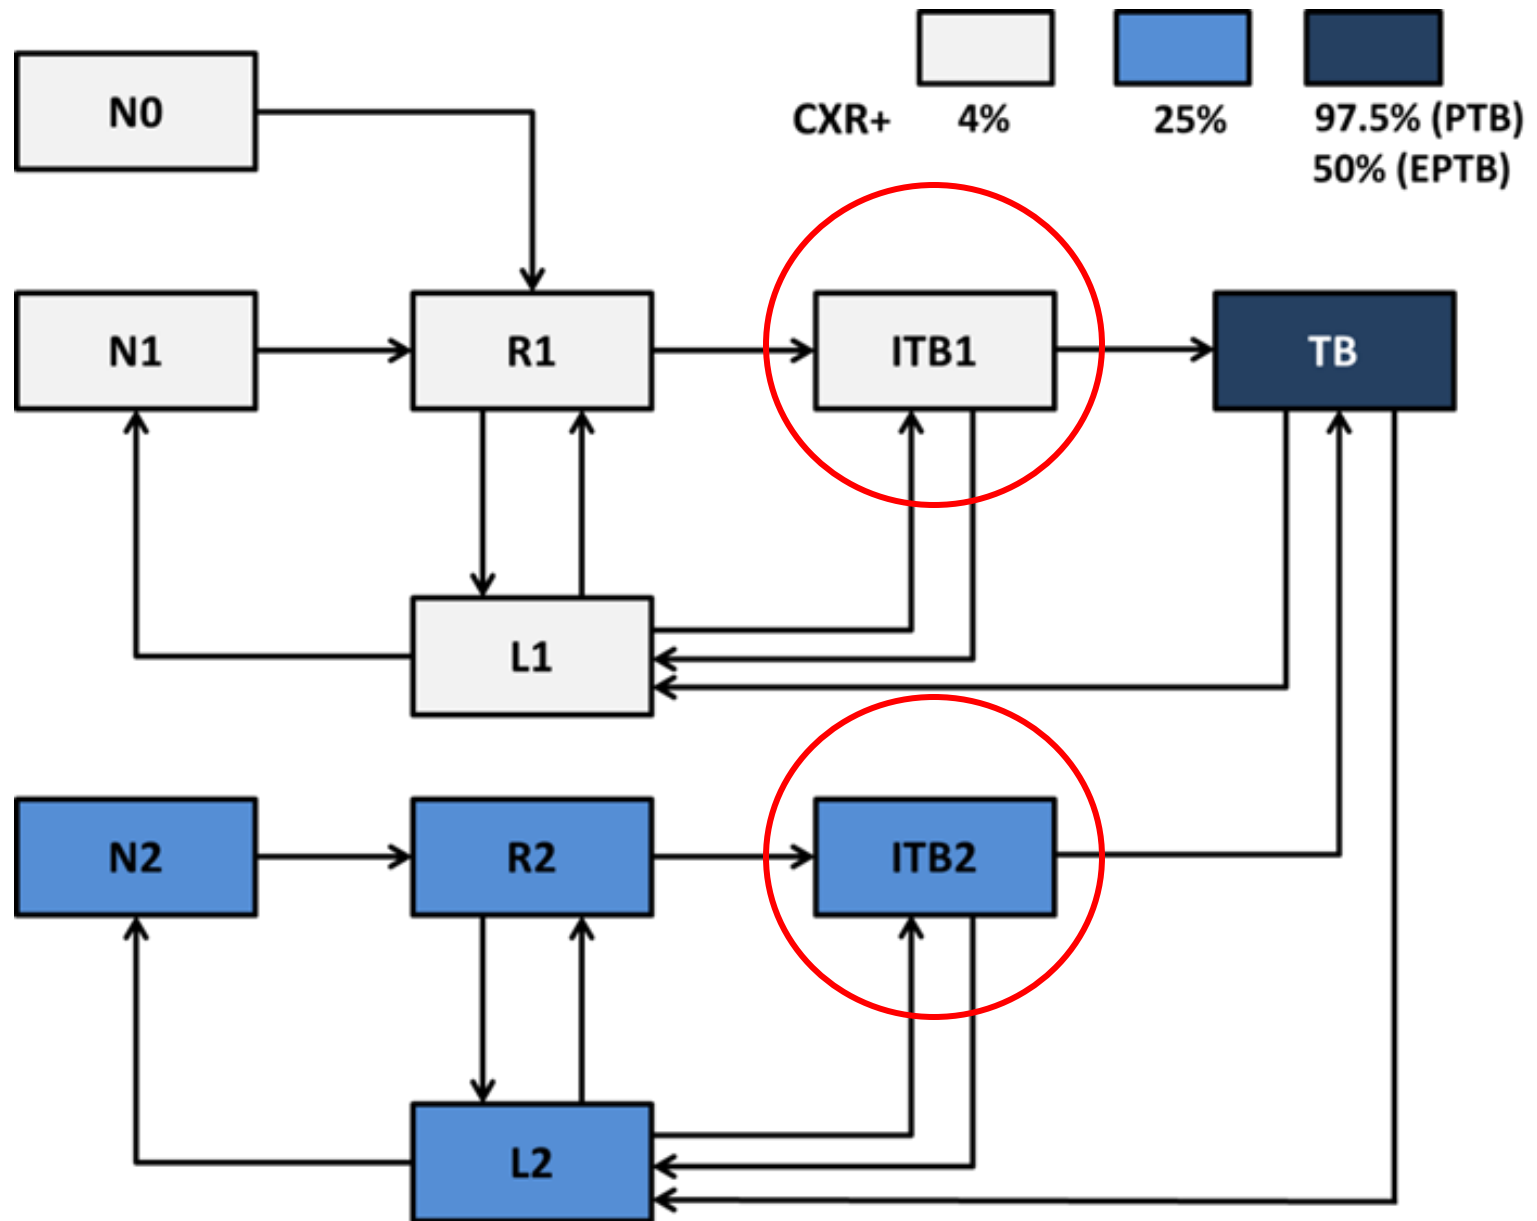 N0
CXR+ 4% 25% 97.5% (PTB)
50% (EPTB)
N1 R1 ITB1 TB
L1
N2 R2 ITB2
L2